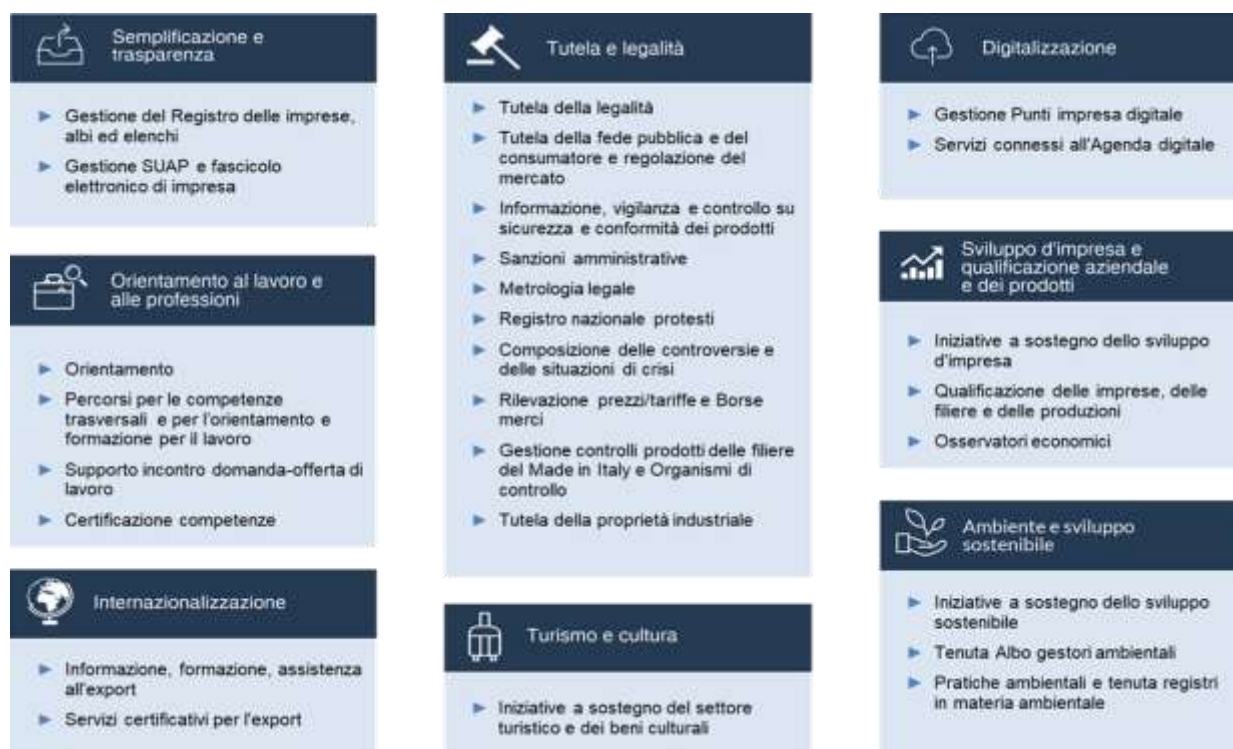 Semplificazione e
trasparenza
Gestione del Registro delle imprese,
albi ed elenchi
Gestione SUAP e fascicolo
elettronico di impresa
Orientamento al lavoro e
alle professioni
Orientamento
Percorsi per le competenze
trasversali e per l'orientamento e
formazione per il lavoro
Supporto incontro domanda-offerta di
lavoro
Certificazione competenze
Internazionalizzazione
Informazione, formazione, assistenza
all'export
Servizi certificativi per l'export
Tutela e legalità
Tutela della legalità
Tutela della fede pubblica e del
consumatore e regolazione del
mercato
Informazione, vigilanza e controllo su
sicurezza e conformità dei prodotti
Sanzioni amministrative
Metrologia legale
Registro nazionale protesti
Composizione delle controversie e
delle situazioni di crisi
Rilevazione prezzi/tariffe e Borse
merci
Gestione controlli prodotti delle filiere
del Made in Italy e Organismi di
controllo
Tutela della proprietà industriale
Turismo e cultura
Iniziative a sostegno del settore
turistico e dei beni culturali
Digitalizzazione
Gestione Punti impresa digitale
Servizi connessi all'Agenda digitale
Sviluppo d'impresa e
qualificazione aziendale
e dei prodotti
Iniziative a sostegno dello sviluppo
d'impresa
Qualificazione delle imprese, delle
filiere e delle produzioni
Osservatori economici
Ambiente e sviluppo
sostenibile
Iniziative a sostegno dello sviluppo
sostenibile
Tenuta Albo gestori ambientali
Pratiche ambientali e tenuta registri
in materia ambientale